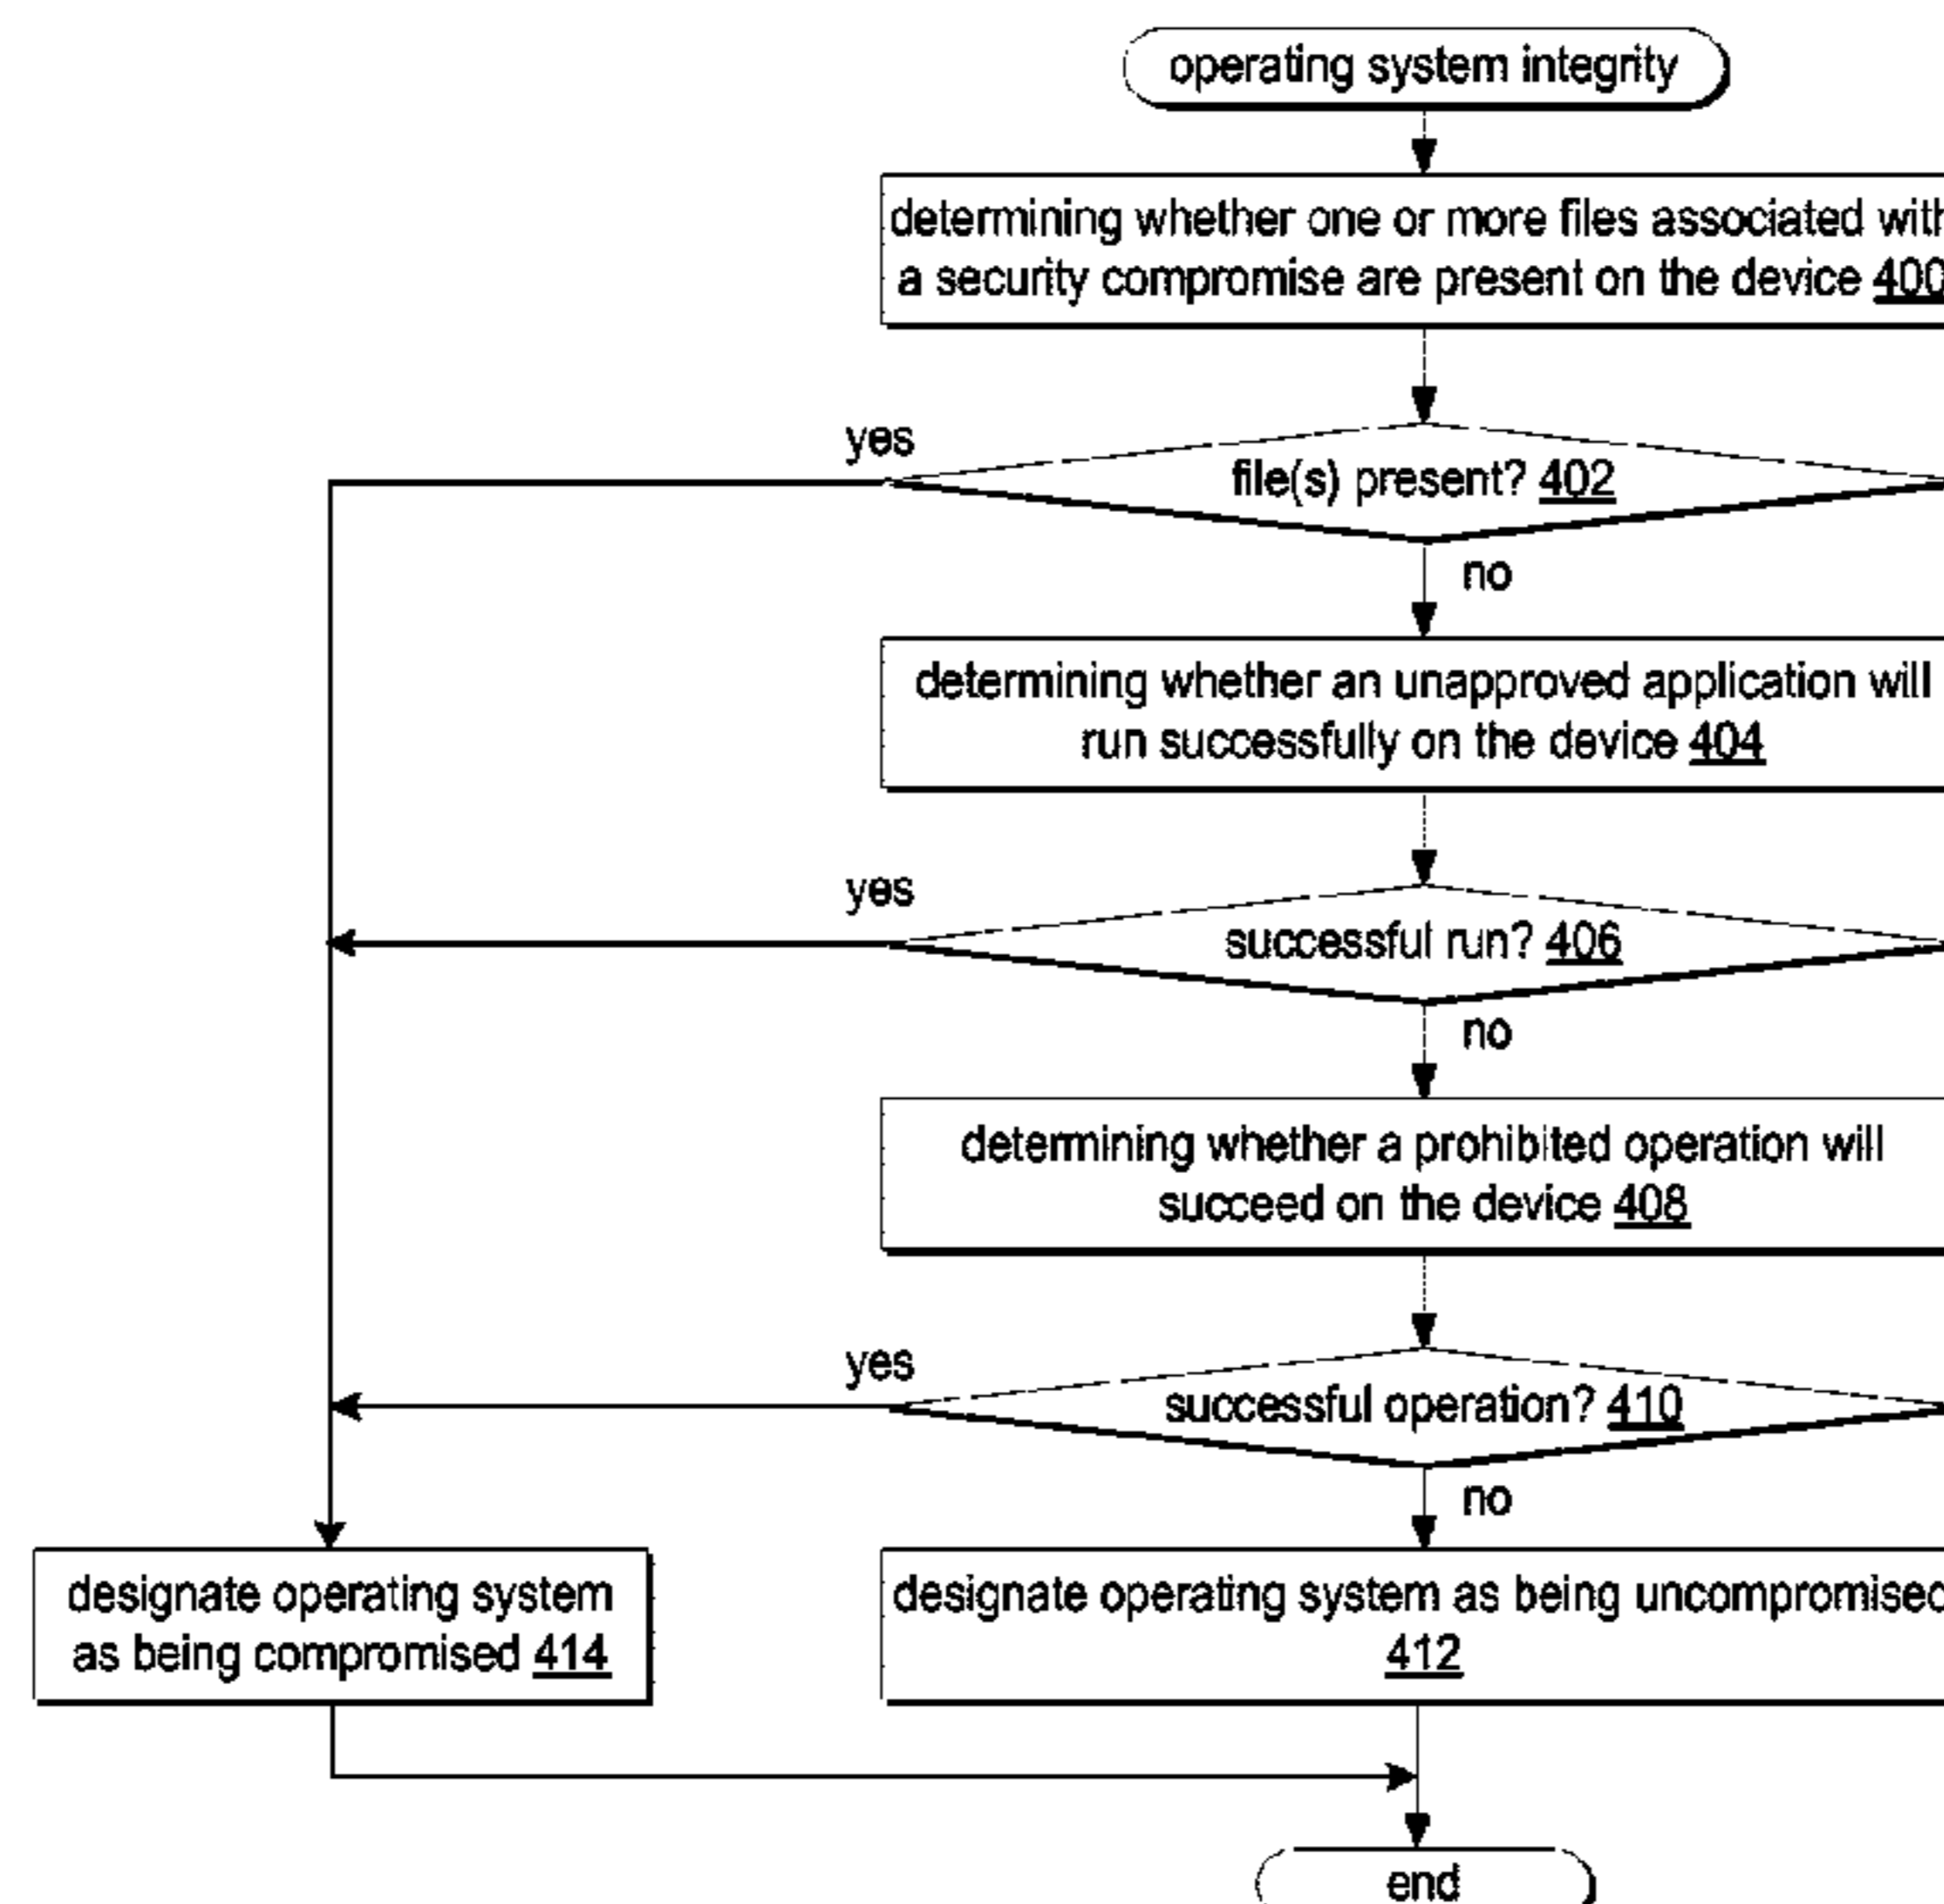 operating system integrity
determining whether one or more files associated with
a security compromise are present on the device 400
yes
file(s) present? 402
no
determining whether an unapproved application will
run successfully on the device 404
yes
successful run? 406
no
determining whether a prohibited operation will
succeed on the device 408
yes
successful operation? 410
no
designate operating system
as being compromised 414
designate operating system as being uncompromised
412
end